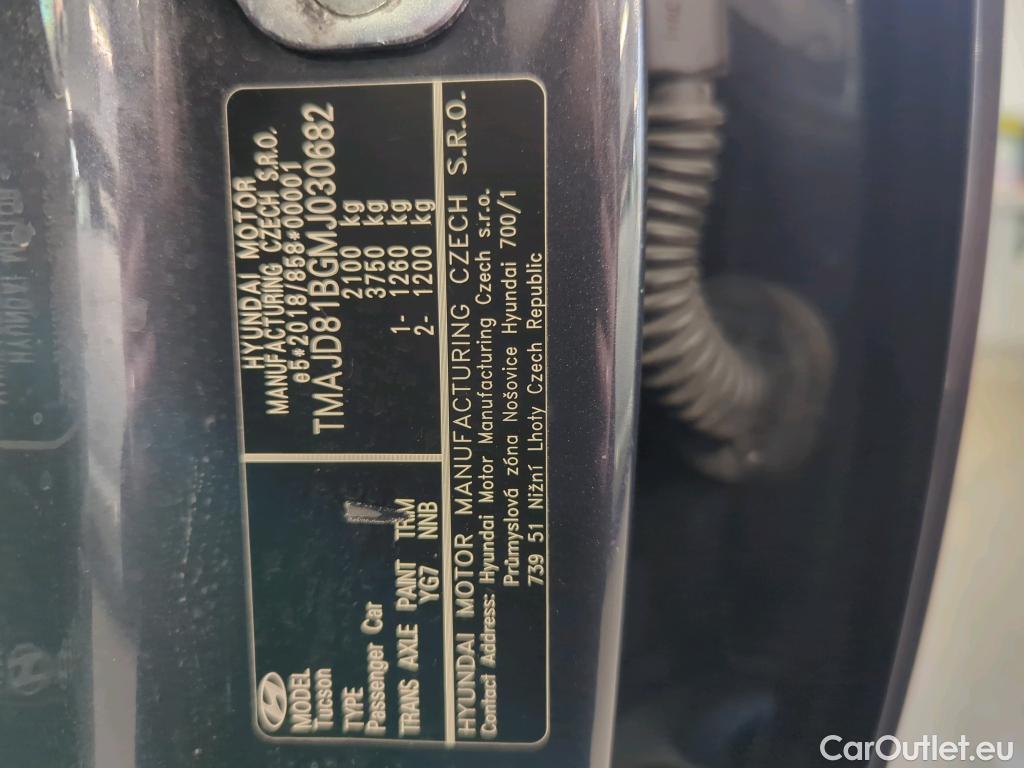 HYUNDAI MOTOR
MANUFACTURING CZECH S.R.O.
e5*2018/858*00001
TMAJD81BGMJ030682
2100 kg
3750 kg
1- 1260 kg
2- 1200 kg
MODEL
Tucson
TYPE
Passenger Car
TRANS AXLE PAINT TRIM
YG7 NNB
HYUNDAI MOTOR MANUFACTURING CZECH S.R.O.
Contact Address: Hyundai Motor Manufacturing Czech s.r.o.
Průmyslová zóna Nošovice Hyundai 700/1
739 51 Nižní Lhoty Czech Republic
CarOutlet.eu